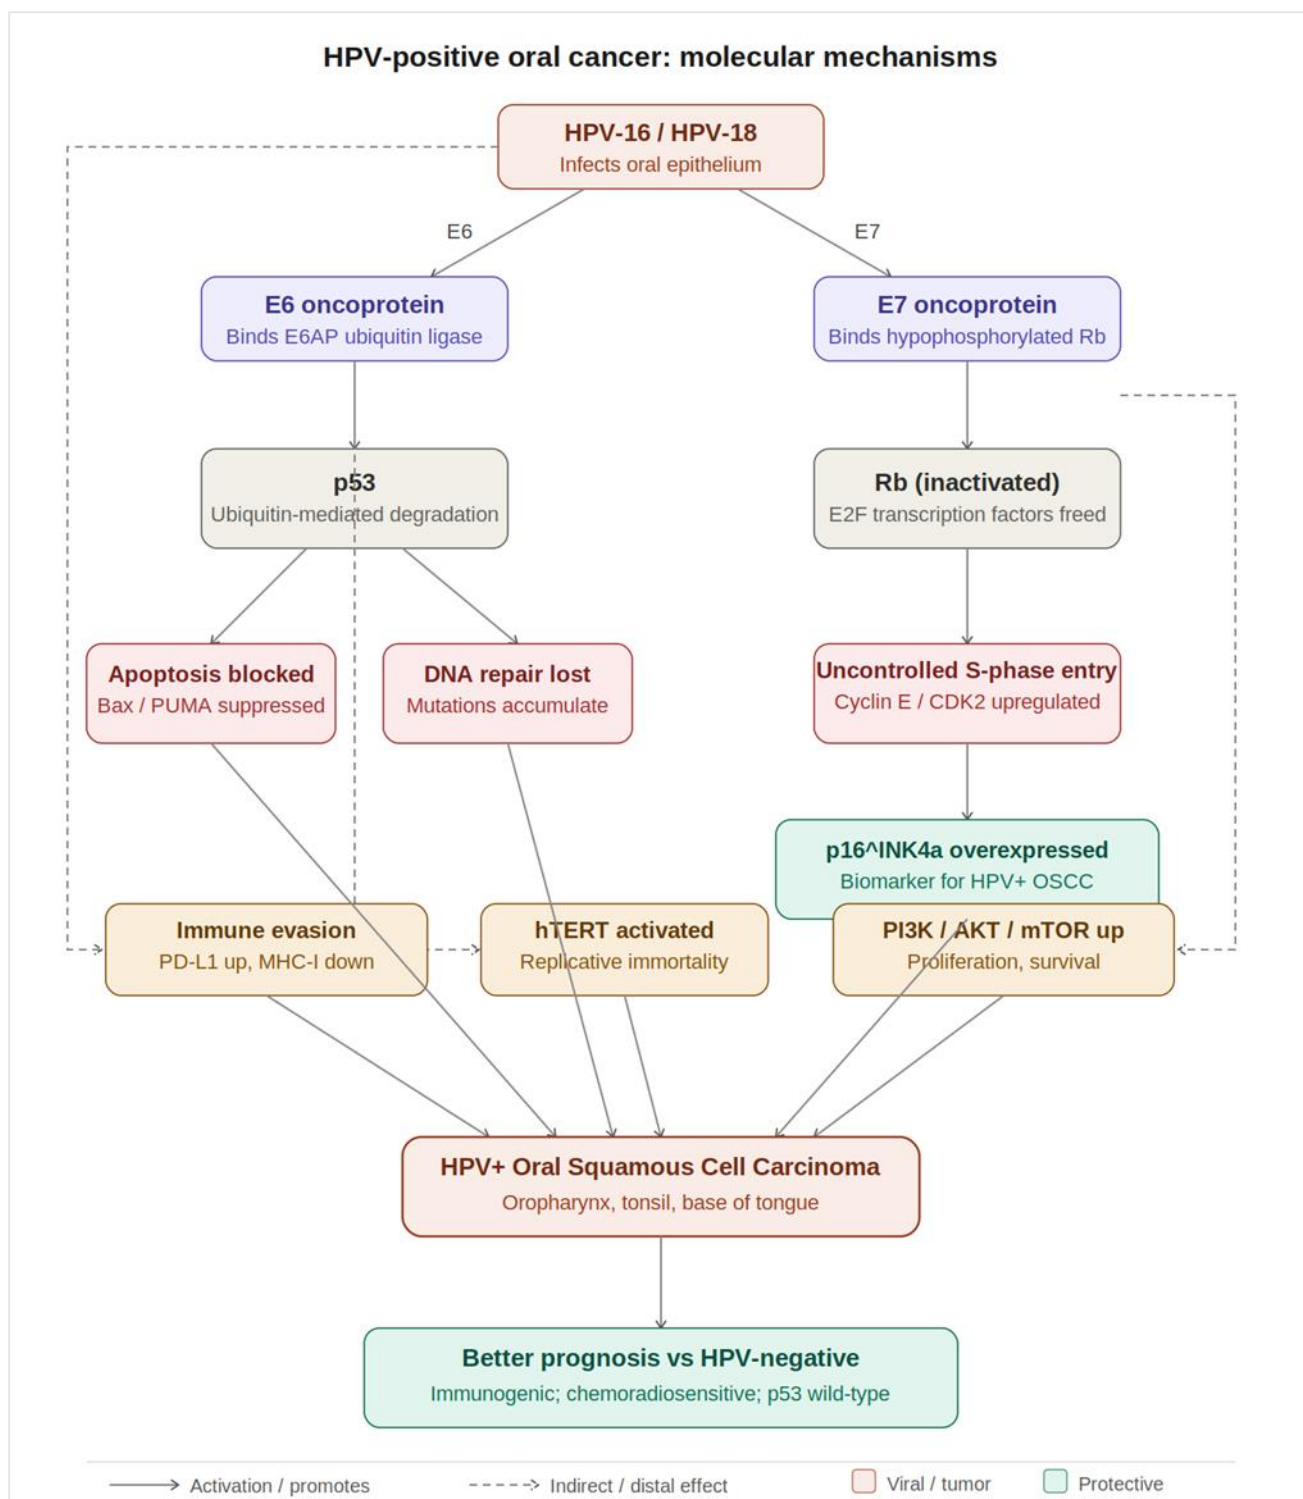 HPV-positive oral cancer: molecular mechanisms
HPV-16 / HPV-18
Infects oral epithelium
E6
E7
E6 oncoprotein
Binds E6AP ubiquitin ligase
E7 oncoprotein
Binds hypophosphorylated Rb
p53
Ubiquitin-mediated degradation
Rb (inactivated)
E2F transcription factors freed
Apoptosis blocked
Bax / PUMA suppressed
DNA repair lost
Mutations accumulate
Uncontrolled S-phase entry
Cyclin E / CDK2 upregulated
p16^INK4a overexpressed
Biomarker for HPV+ OSCC
Immune evasion
PD-L1 up, MHC-I down
hTERT activated
Replicative immortality
PI3K / AKT / mTOR up
Proliferation, survival
HPV+ Oral Squamous Cell Carcinoma
Oropharynx, tonsil, base of tongue
Better prognosis vs HPV-negative
Immunogenic; chemoradiosensitive; p53 wild-type
Activation / promotes
Indirect / distal effect
Viral / tumor
Protective